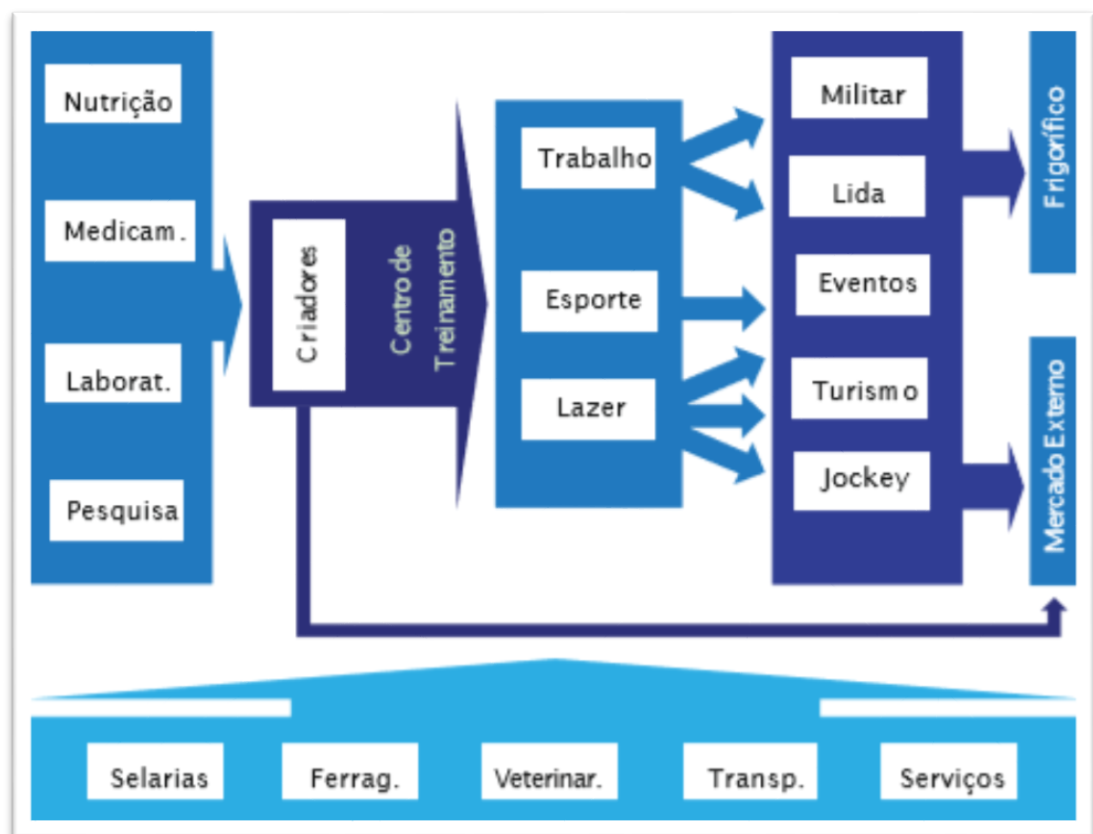 Nutrição
Medicam.
Laborat.
Pesquisa
Criadores
Centro de
Treinamento
Trabalho
Esporte
Lazer
Militar
Lida
Eventos
Turismo
Jockey
Frigorífico
Mercado Externo
Selarias
Ferrag.
Veterinar.
Transp.
Serviços